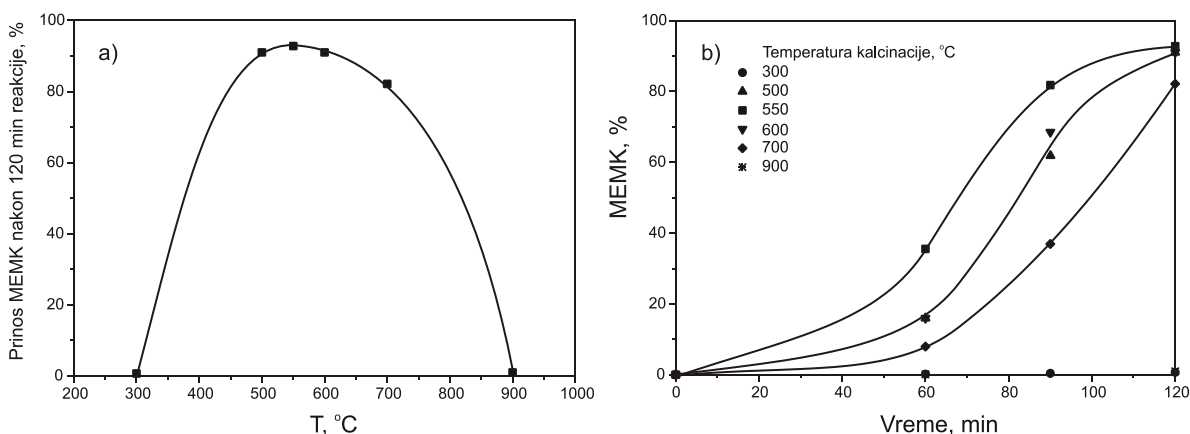 a)
Prinos MEMK nakon 120 min reakcije, %
100
80
60
40
20
0
200 300 400 500 600 700 800 900 1000
T, °C
b)
MEMK, %
100
80
60
40
20
0
Temperatura kalcinacije, °C
300
500
550
600
700
900
0 20 40 60 80 100 120
Vreme, min